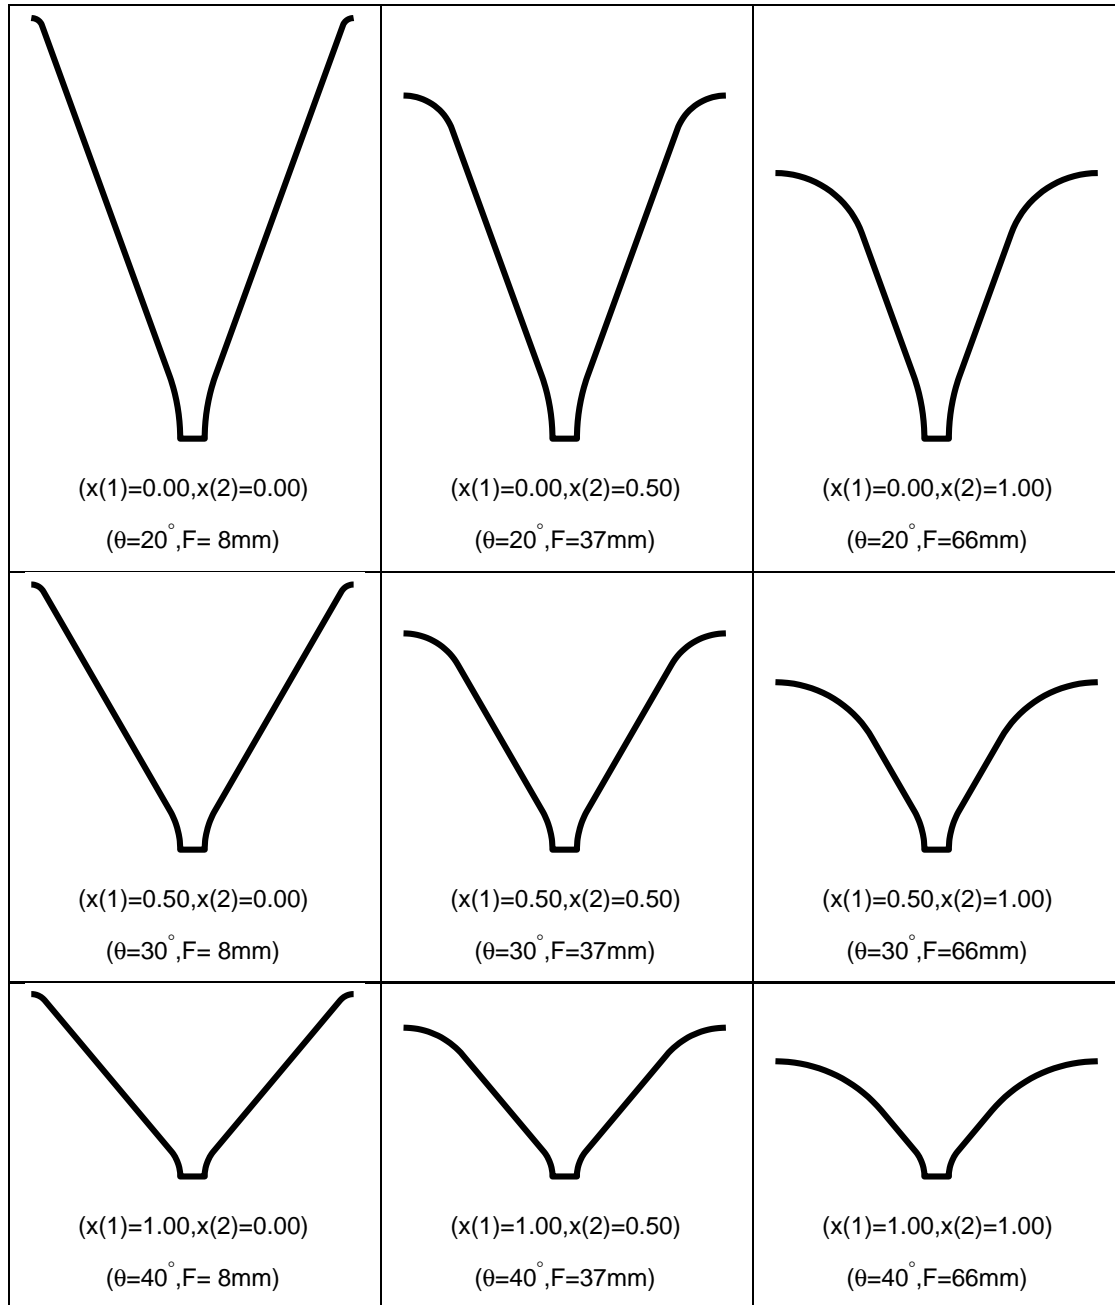 (x(1)=0.00,x(2)=0.00)
(θ=20°,F= 8mm)
(x(1)=0.00,x(2)=0.50)
(θ=20°,F=37mm)
(x(1)=0.00,x(2)=1.00)
(θ=20°,F=66mm)
(x(1)=0.50,x(2)=0.00)
(θ=30°,F= 8mm)
(x(1)=0.50,x(2)=0.50)
(θ=30°,F=37mm)
(x(1)=0.50,x(2)=1.00)
(θ=30°,F=66mm)
(x(1)=1.00,x(2)=0.00)
(θ=40°,F= 8mm)
(x(1)=1.00,x(2)=0.50)
(θ=40°,F=37mm)
(x(1)=1.00,x(2)=1.00)
(θ=40°,F=66mm)